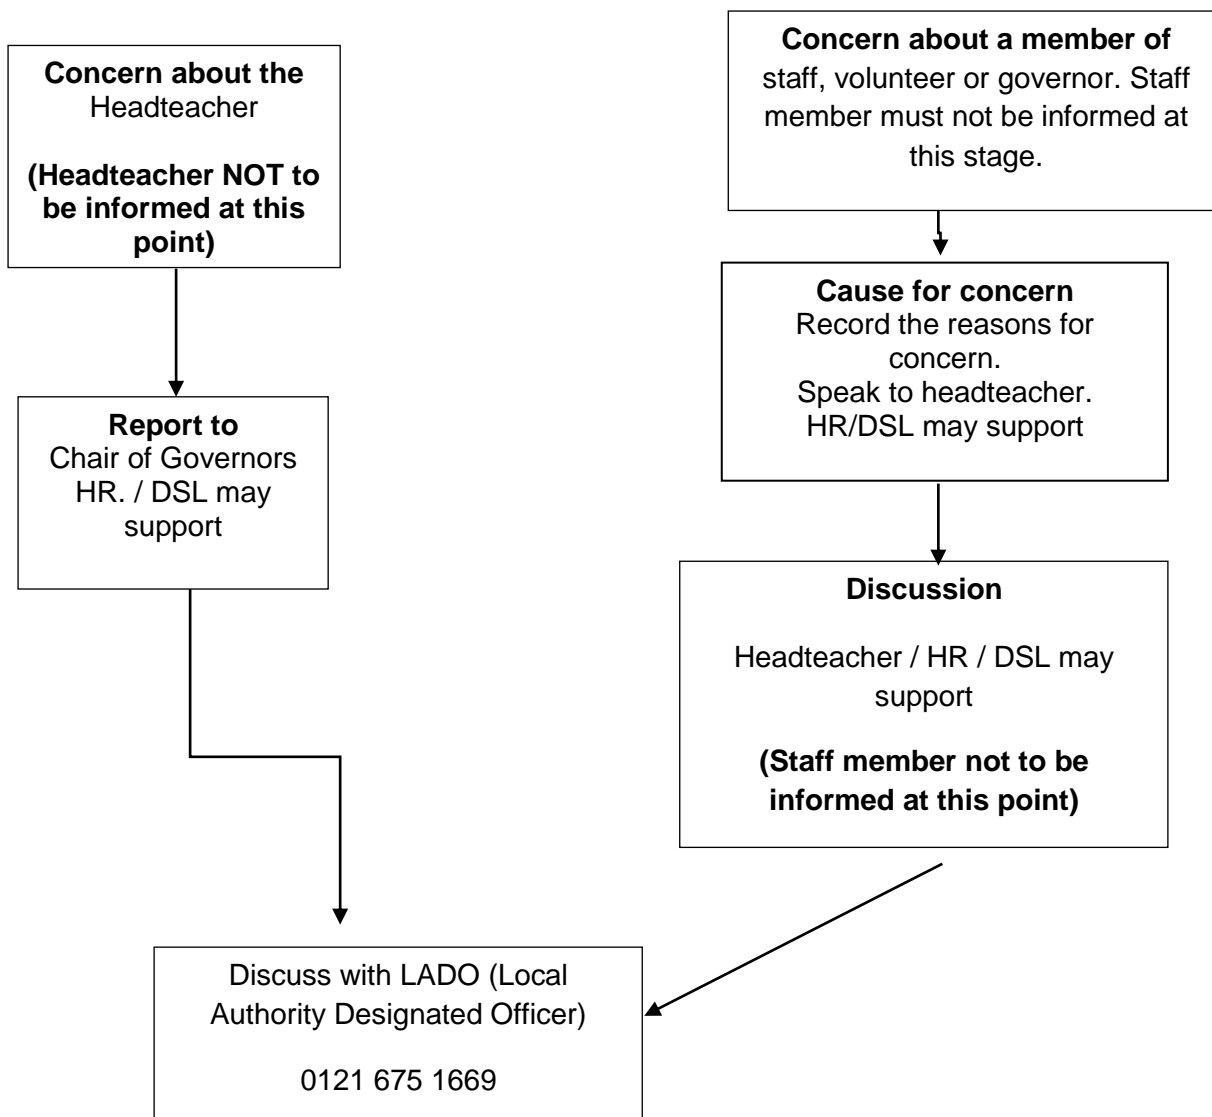 Concern about the
Headteacher
(Headteacher NOT to
be informed at this
point)
Report to
Chair of Governors
HR. / DSL may
support
Concern about a member of
staff, volunteer or governor. Staff
member must not be informed at
this stage.
Cause for concern
Record the reasons for
concern.
Speak to headteacher.
HR/DSL may support
Discussion
Headteacher / HR / DSL may
support
(Staff member not to be
informed at this point)
Discuss with LADO (Local
Authority Designated Officer)
0121 675 1669